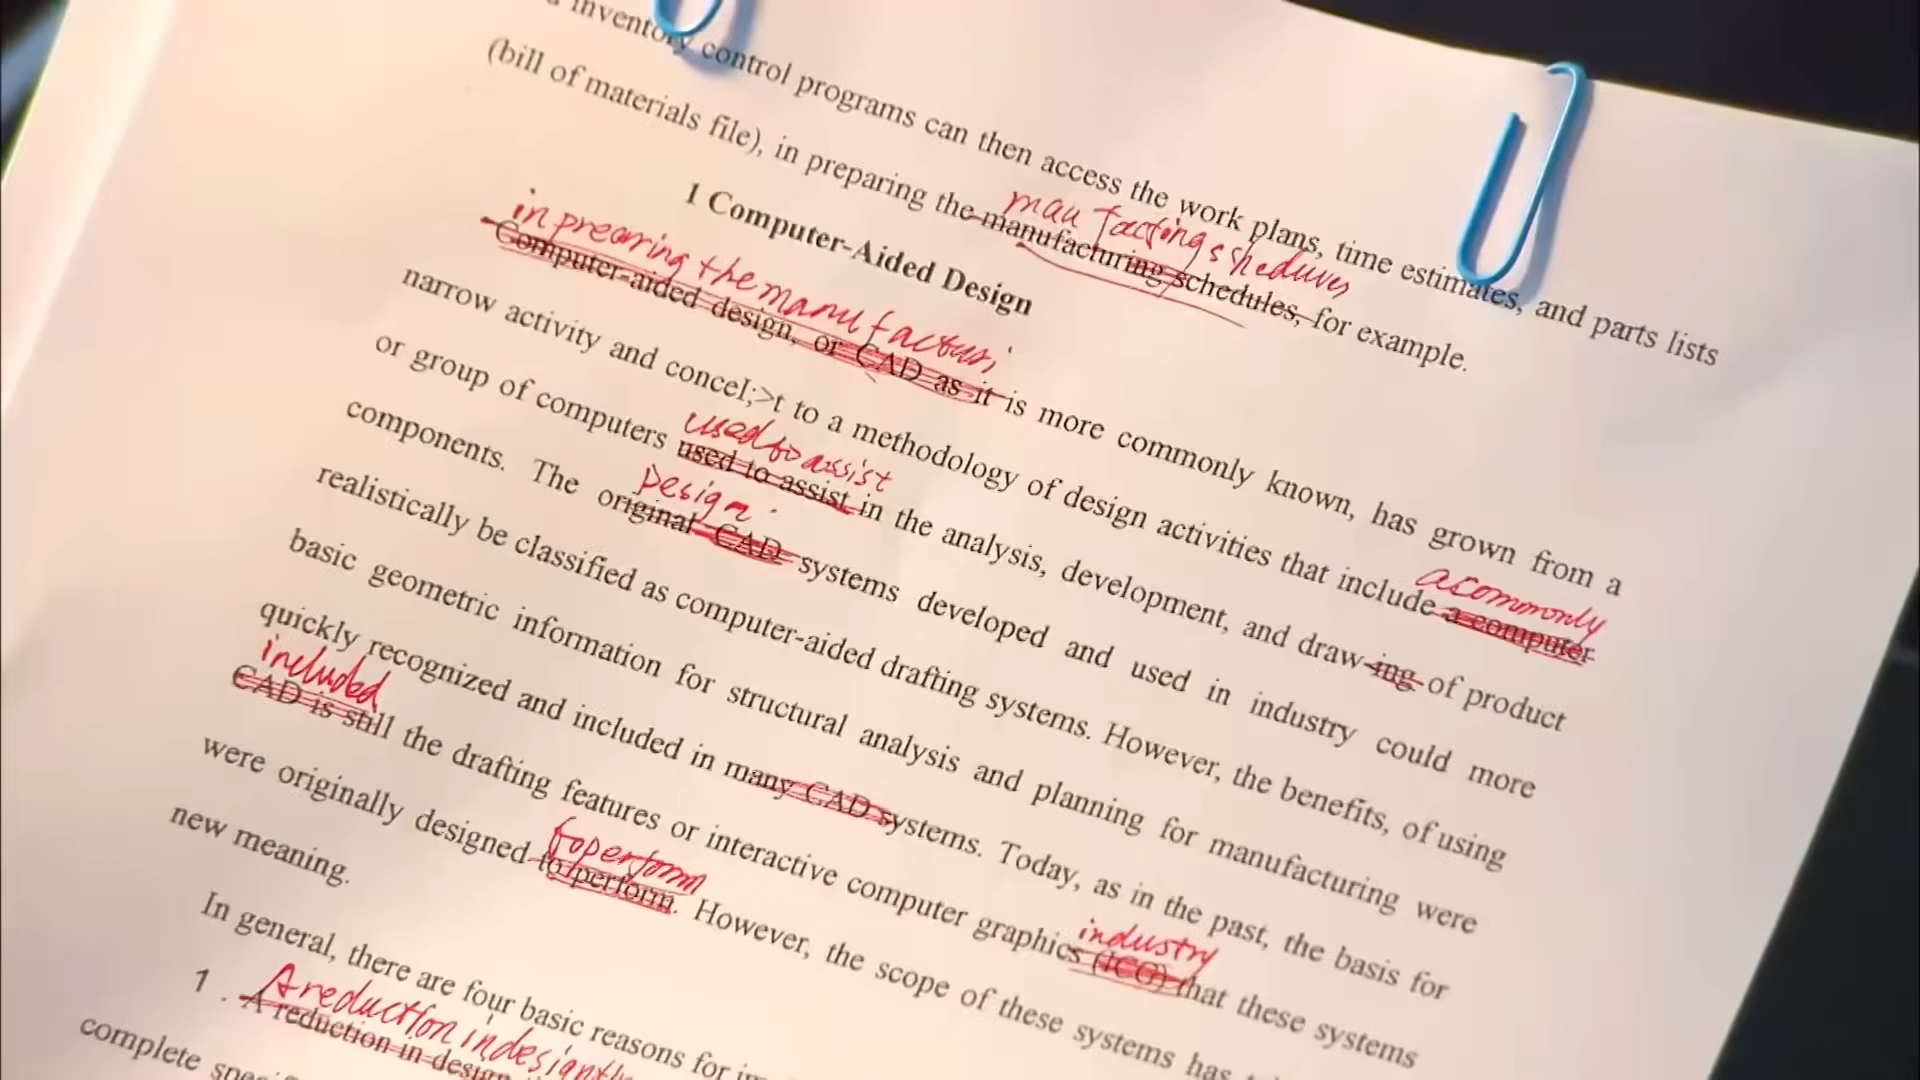 inventory control programs can then access the work plans, time estimates, and parts lists
mau factings sheduves
(bill of materials file), in preparing the manufacturing schedules, for example.
1 Computer-Aided Design
in prearing the manufactus,
Computer-aided design, or CAD as it is more commonly known, has grown from a
acommonly
narrow activity and conceI;>t to a methodology of design activities that include a computer
used to assist
or group of computers used to assist in the analysis, development, and draw-ing of product
Design.
components. The original CAD systems developed and used in industry could more
realistically be classified as computer-aided drafting systems. However, the benefits, of using
basic geometric information for structural analysis and planning for manufacturing were
quickly recognized and included in many CAD systems. Today, as in the past, the basis for
included
CAD is still the drafting features or interactive computer graphics (ICG) that these systems
industry
toperform
were originally designed to perform. However, the scope of these systems has
new meaning.
In general, there are four basic reasons for
A reduction in
1 . A reduction in design
complete